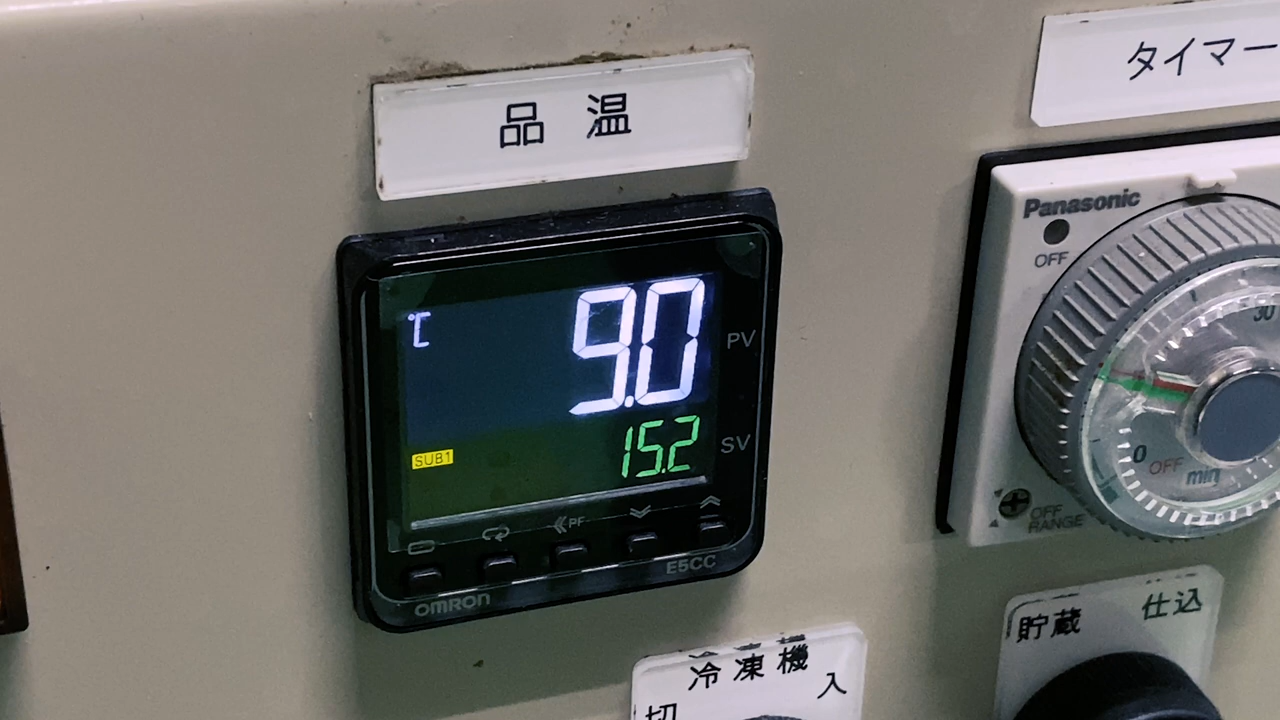 品温
タイマー
Panasonic
OFF
30
0 OFF min
OFF
RANGE
℃ 9.0 PV
SUB1 15.2 SV
PF
E5CC
OMRON
冷凍機
切 入
貯蔵 仕込